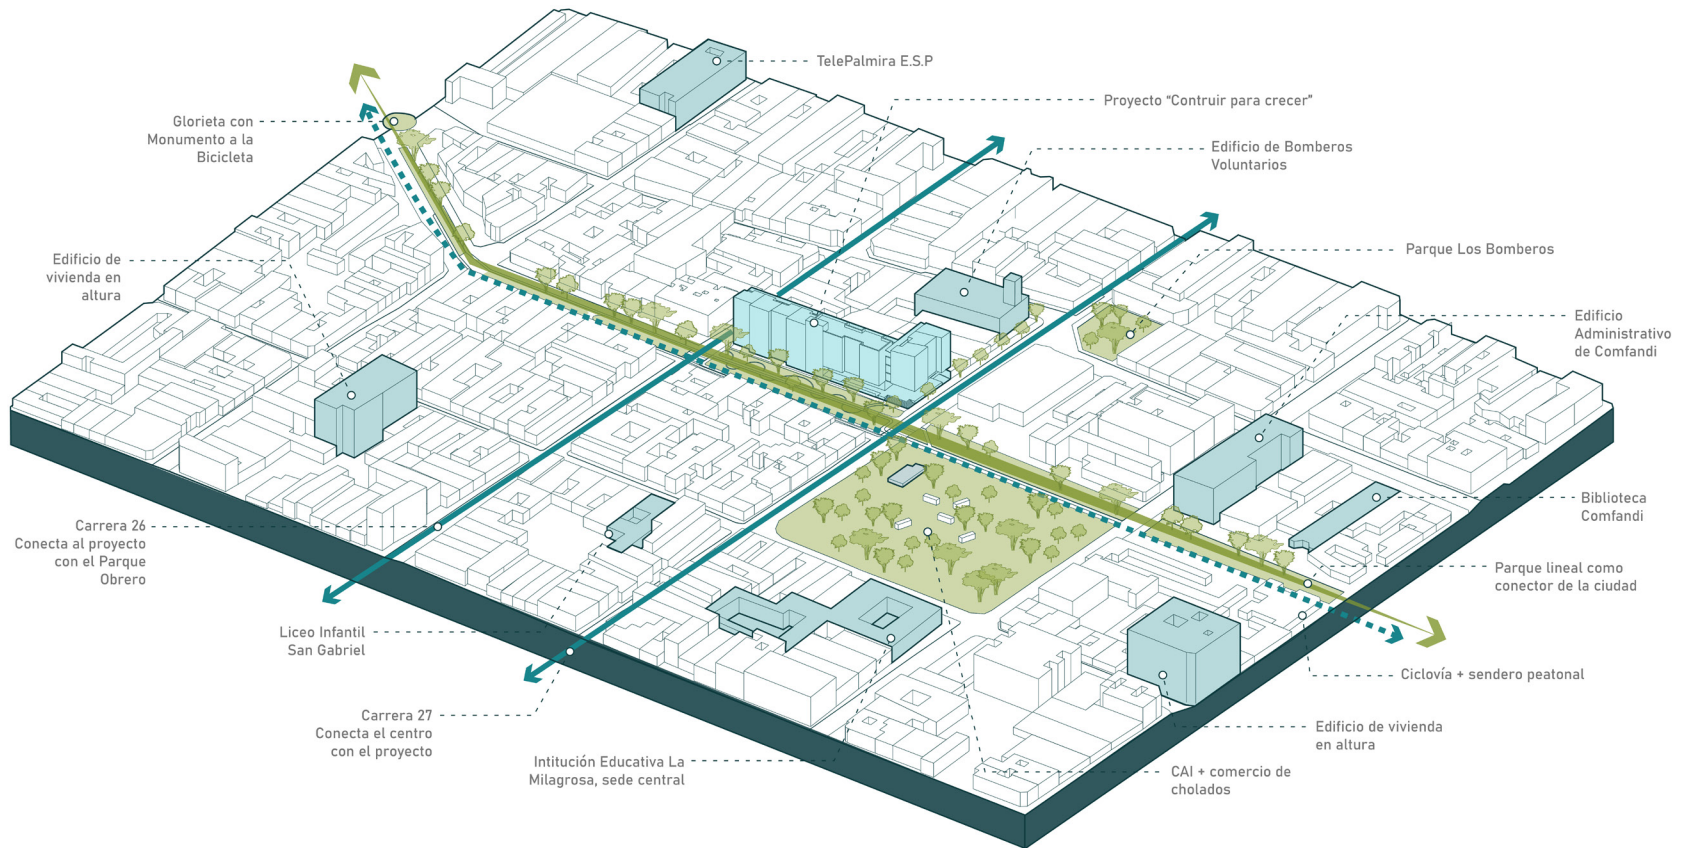 TelePalmira E.S.P
Proyecto "Contruir para crecer"
Glorieta con
Monumento a la
Bicicleta
Edificio de Bomberos
Voluntarios
Parque Los Bomberos
Edificio de
vivienda en
altura
Edificio
Administrativo
de Comfandi
Biblioteca
Comfandi
Carrera 26
Conecta al proyecto
con el Parque
Obrero
Parque lineal como
conector de la ciudad
Liceo Infantil
San Gabriel
Ciclovía + sendero peatonal
Carrera 27
Conecta el centro
con el proyecto
Edificio de vivienda
en altura
Intitución Educativa La
Milagrosa, sede central
CAI + comercio de
cholados